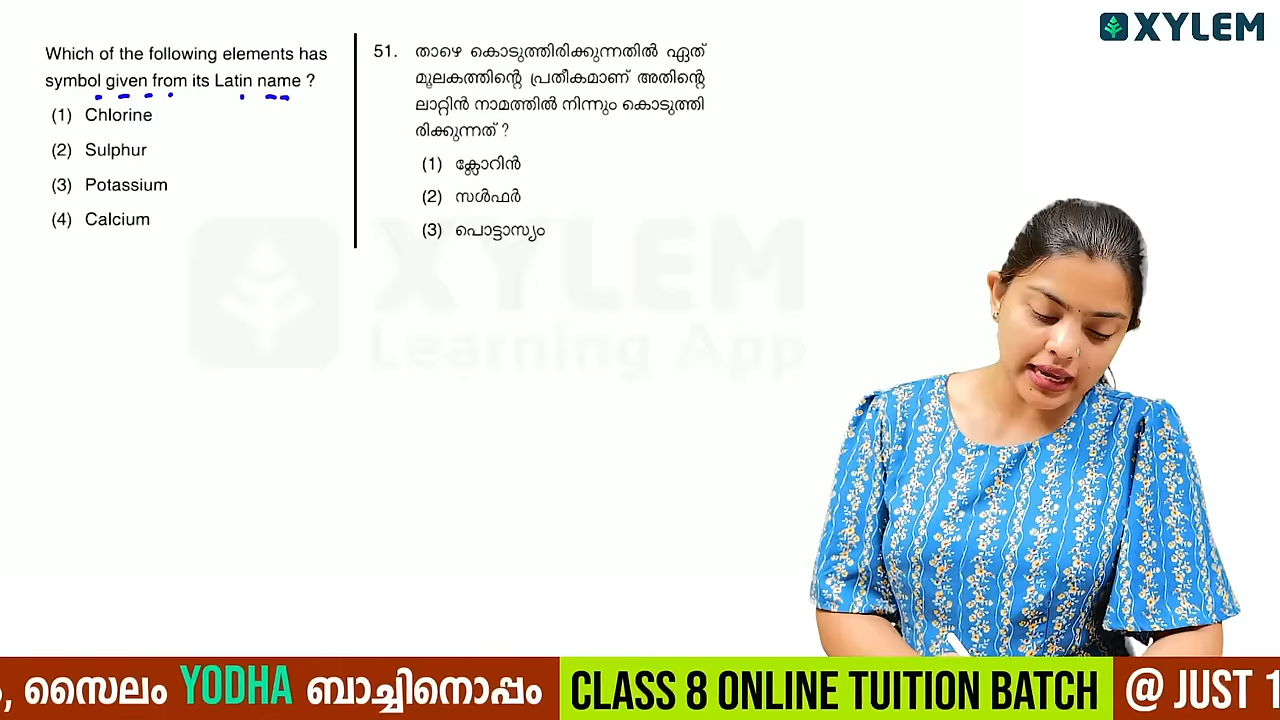 XYLEM
Which of the following elements has
symbol given from its Latin name ?
(1) Chlorine
(2) Sulphur
(3) Potassium
(4) Calcium
51. താഴെ കൊടുത്തിരിക്കുന്നതിൽ ഏത്
മൂലകത്തിന്റെ പ്രതീകമാണ് അതിന്റെ
ലാറ്റിൻ നാമത്തിൽ നിന്നും കൊടുത്തി
രിക്കുന്നത് ?
(1) ക്ലോറിൻ
(2) സൾഫർ
(3) പൊട്ടാസ്യം
XYLEM
Learning App
, സൈലം YODHA ബാച്ചിനൊപ്പം CLASS 8 ONLINE TUITION BATCH @ JUST 1